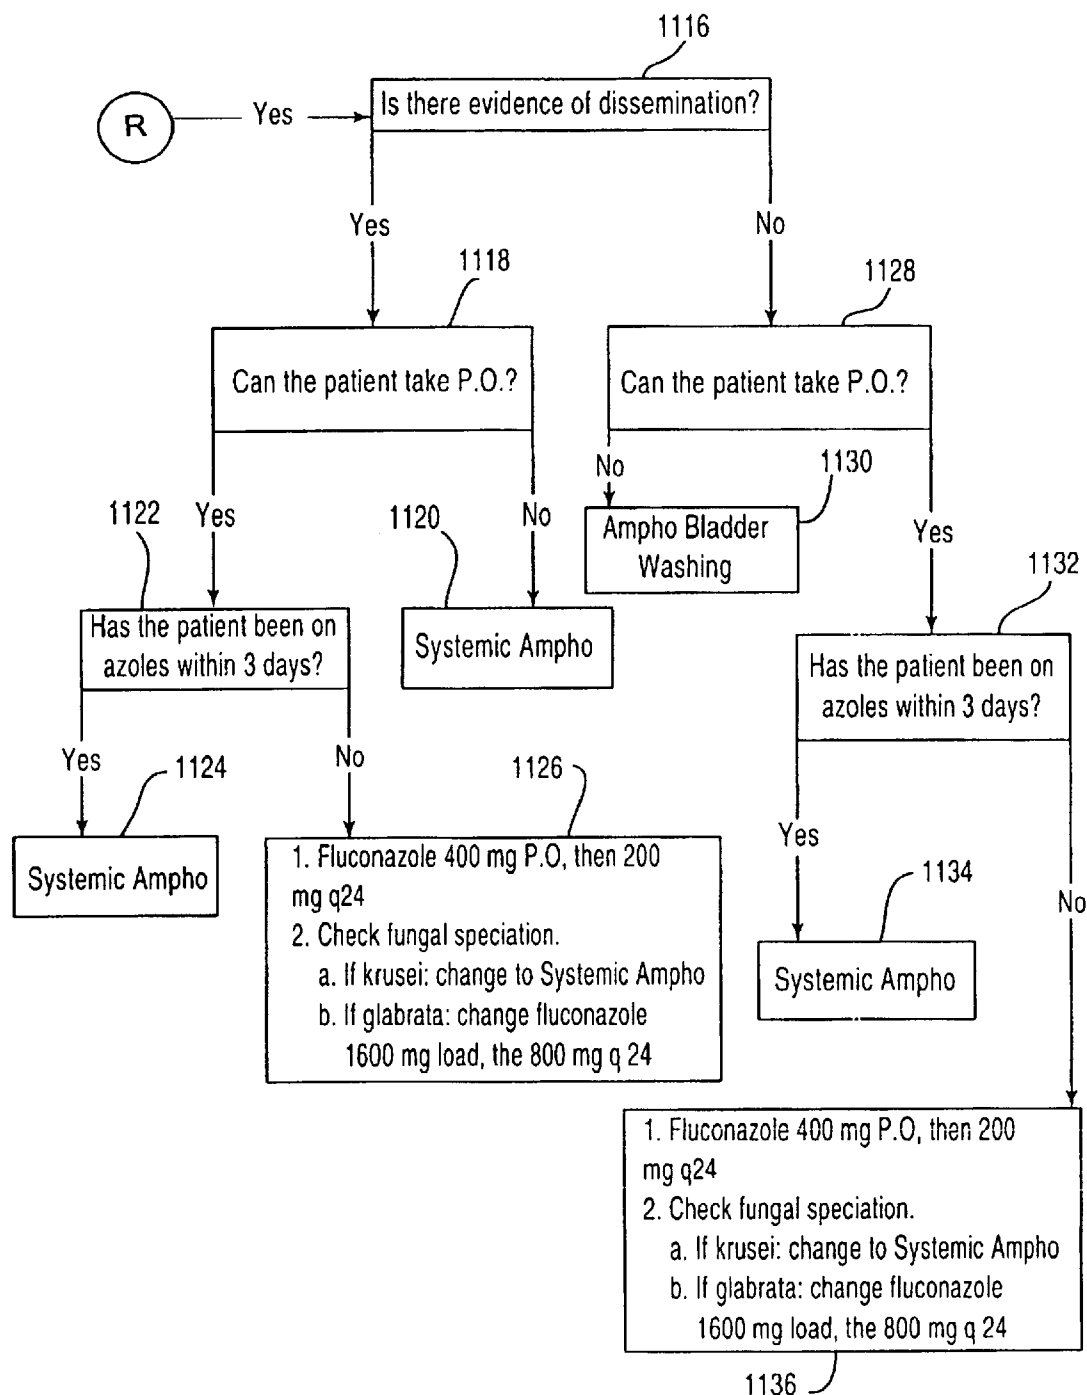 1116
Is there evidence of dissemination?
R
Yes
Yes
No
1118
1128
Can the patient take P.O.?
Can the patient take P.O.?
No
1130
1122
Yes
1120
No
Ampho Bladder
Washing
Yes
1132
Has the patient been on
azoles within 3 days?
Systemic Ampho
Has the patient been on
azoles within 3 days?
Yes
No
1124
1126
Systemic Ampho
1. Fluconazole 400 mg P.O, then 200
mg q24
2. Check fungal speciation.
a. If krusei: change to Systemic Ampho
b. If glabrata: change fluconazole
1600 mg load, the 800 mg q 24
Yes
1134
No
Systemic Ampho
1. Fluconazole 400 mg P.O, then 200
mg q24
2. Check fungal speciation.
a. If krusei: change to Systemic Ampho
b. If glabrata: change fluconazole
1600 mg load, the 800 mg q 24
1136